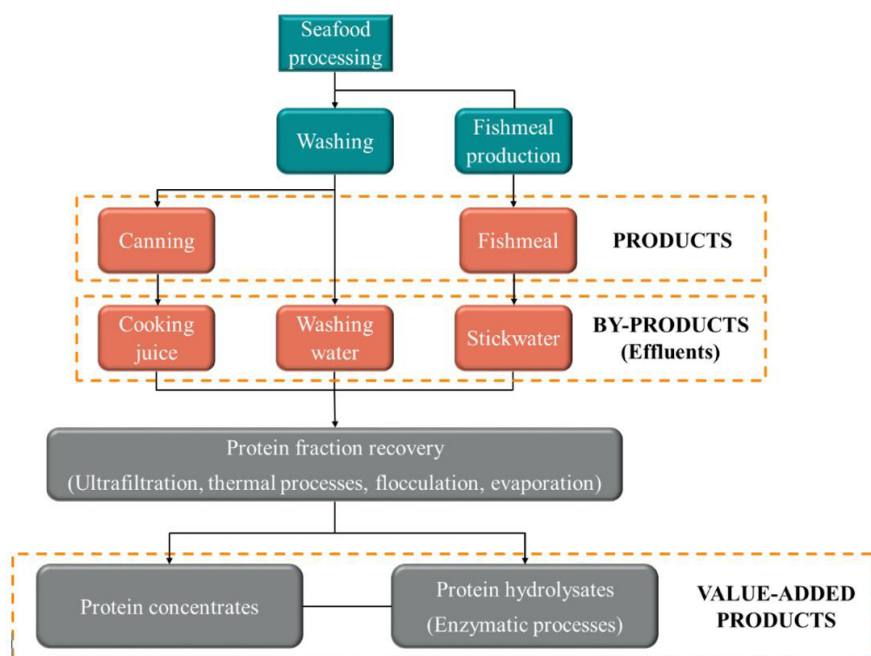 Seafood
processing
Washing
Fishmeal
production
Canning
Fishmeal
PRODUCTS
Cooking
juice
Washing
water
Stickwater
BY-PRODUCTS
(Effluents)
Protein fraction recovery
(Ultrafiltration, thermal processes, flocculation, evaporation)
Protein concentrates
Protein hydrolysates
(Enzymatic processes)
VALUE-ADDED
PRODUCTS